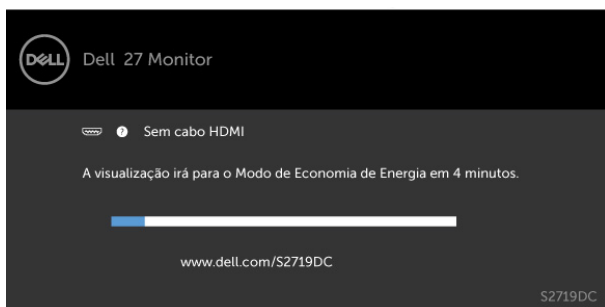 DELL
Dell 27 Monitor
? Sem cabo HDMI
A visualização irá para o Modo de Economia de Energia em 4 minutos.
www.dell.com/S2719DC
S2719DC